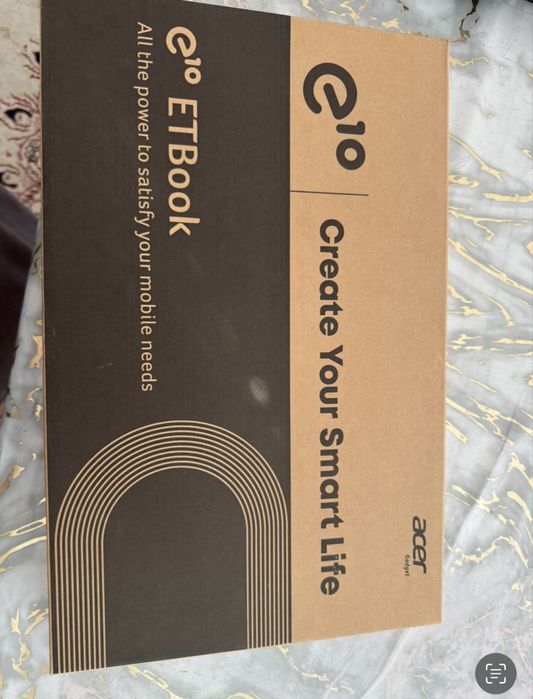 e10
Create Your Smart Life
acer
Gadget
e10 ETBook
All the power to satisfy your mobile needs